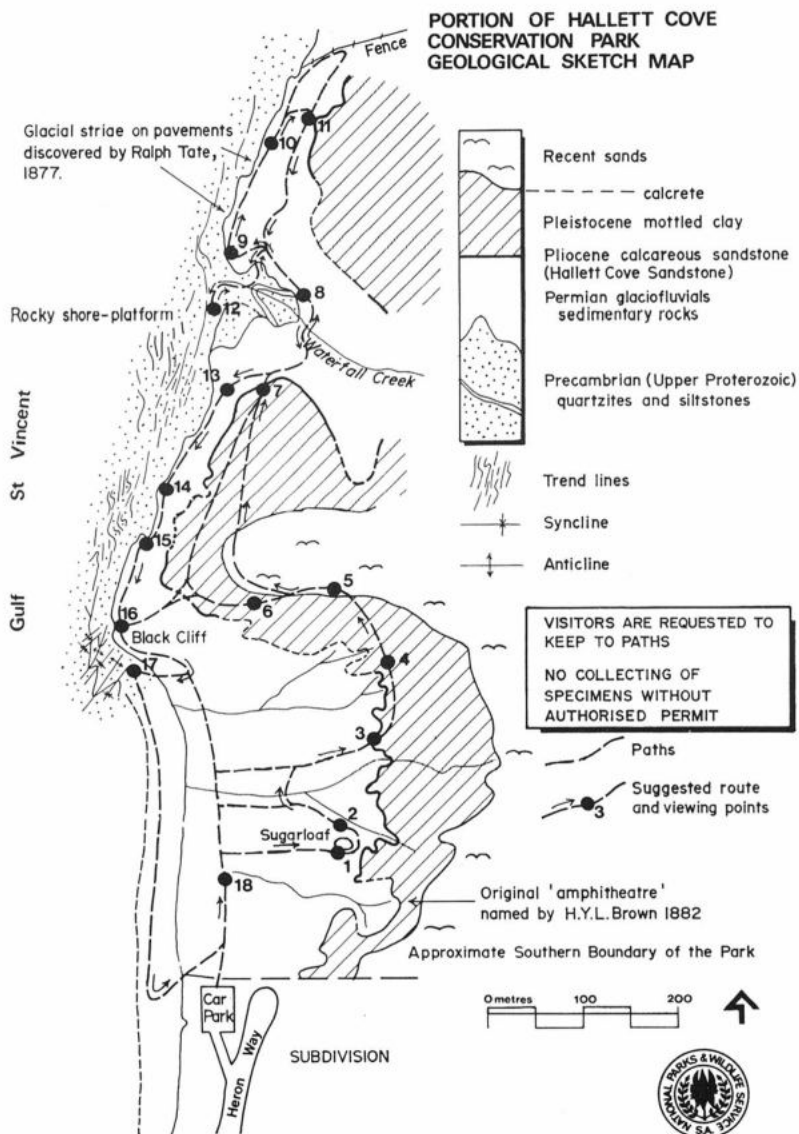 PORTION OF HALLETT COVE
CONSERVATION PARK
GEOLOGICAL SKETCH MAP
Fence
Glacial striae on pavements
discovered by Ralph Tate,
1877.
11
10
9
8
12
Rocky shore-platform
Waterfall Creek
13
7
14
15
5
6
16
Black Cliff
17
4
3
2
Sugarloaf
1
18
Gulf St Vincent
Recent sands
calcrete
Pleistocene mottled clay
Pliocene calcareous sandstone
(Hallett Cove Sandstone)
Permian glaciofluvials
sedimentary rocks
Precambrian (Upper Proterozoic)
quartzites and siltstones
Trend lines
Syncline
Anticline
VISITORS ARE REQUESTED TO
KEEP TO PATHS
NO COLLECTING OF
SPECIMENS WITHOUT
AUTHORISED PERMIT
Paths
Suggested route
and viewing points
3
Original 'amphitheatre'
named by H.Y.L. Brown 1882
Approximate Southern Boundary of the Park
0 metres 100 200
Car
Park
Heron Way
SUBDIVISION
NATIONAL PARKS & WILDLIFE SERVICE
S.A.